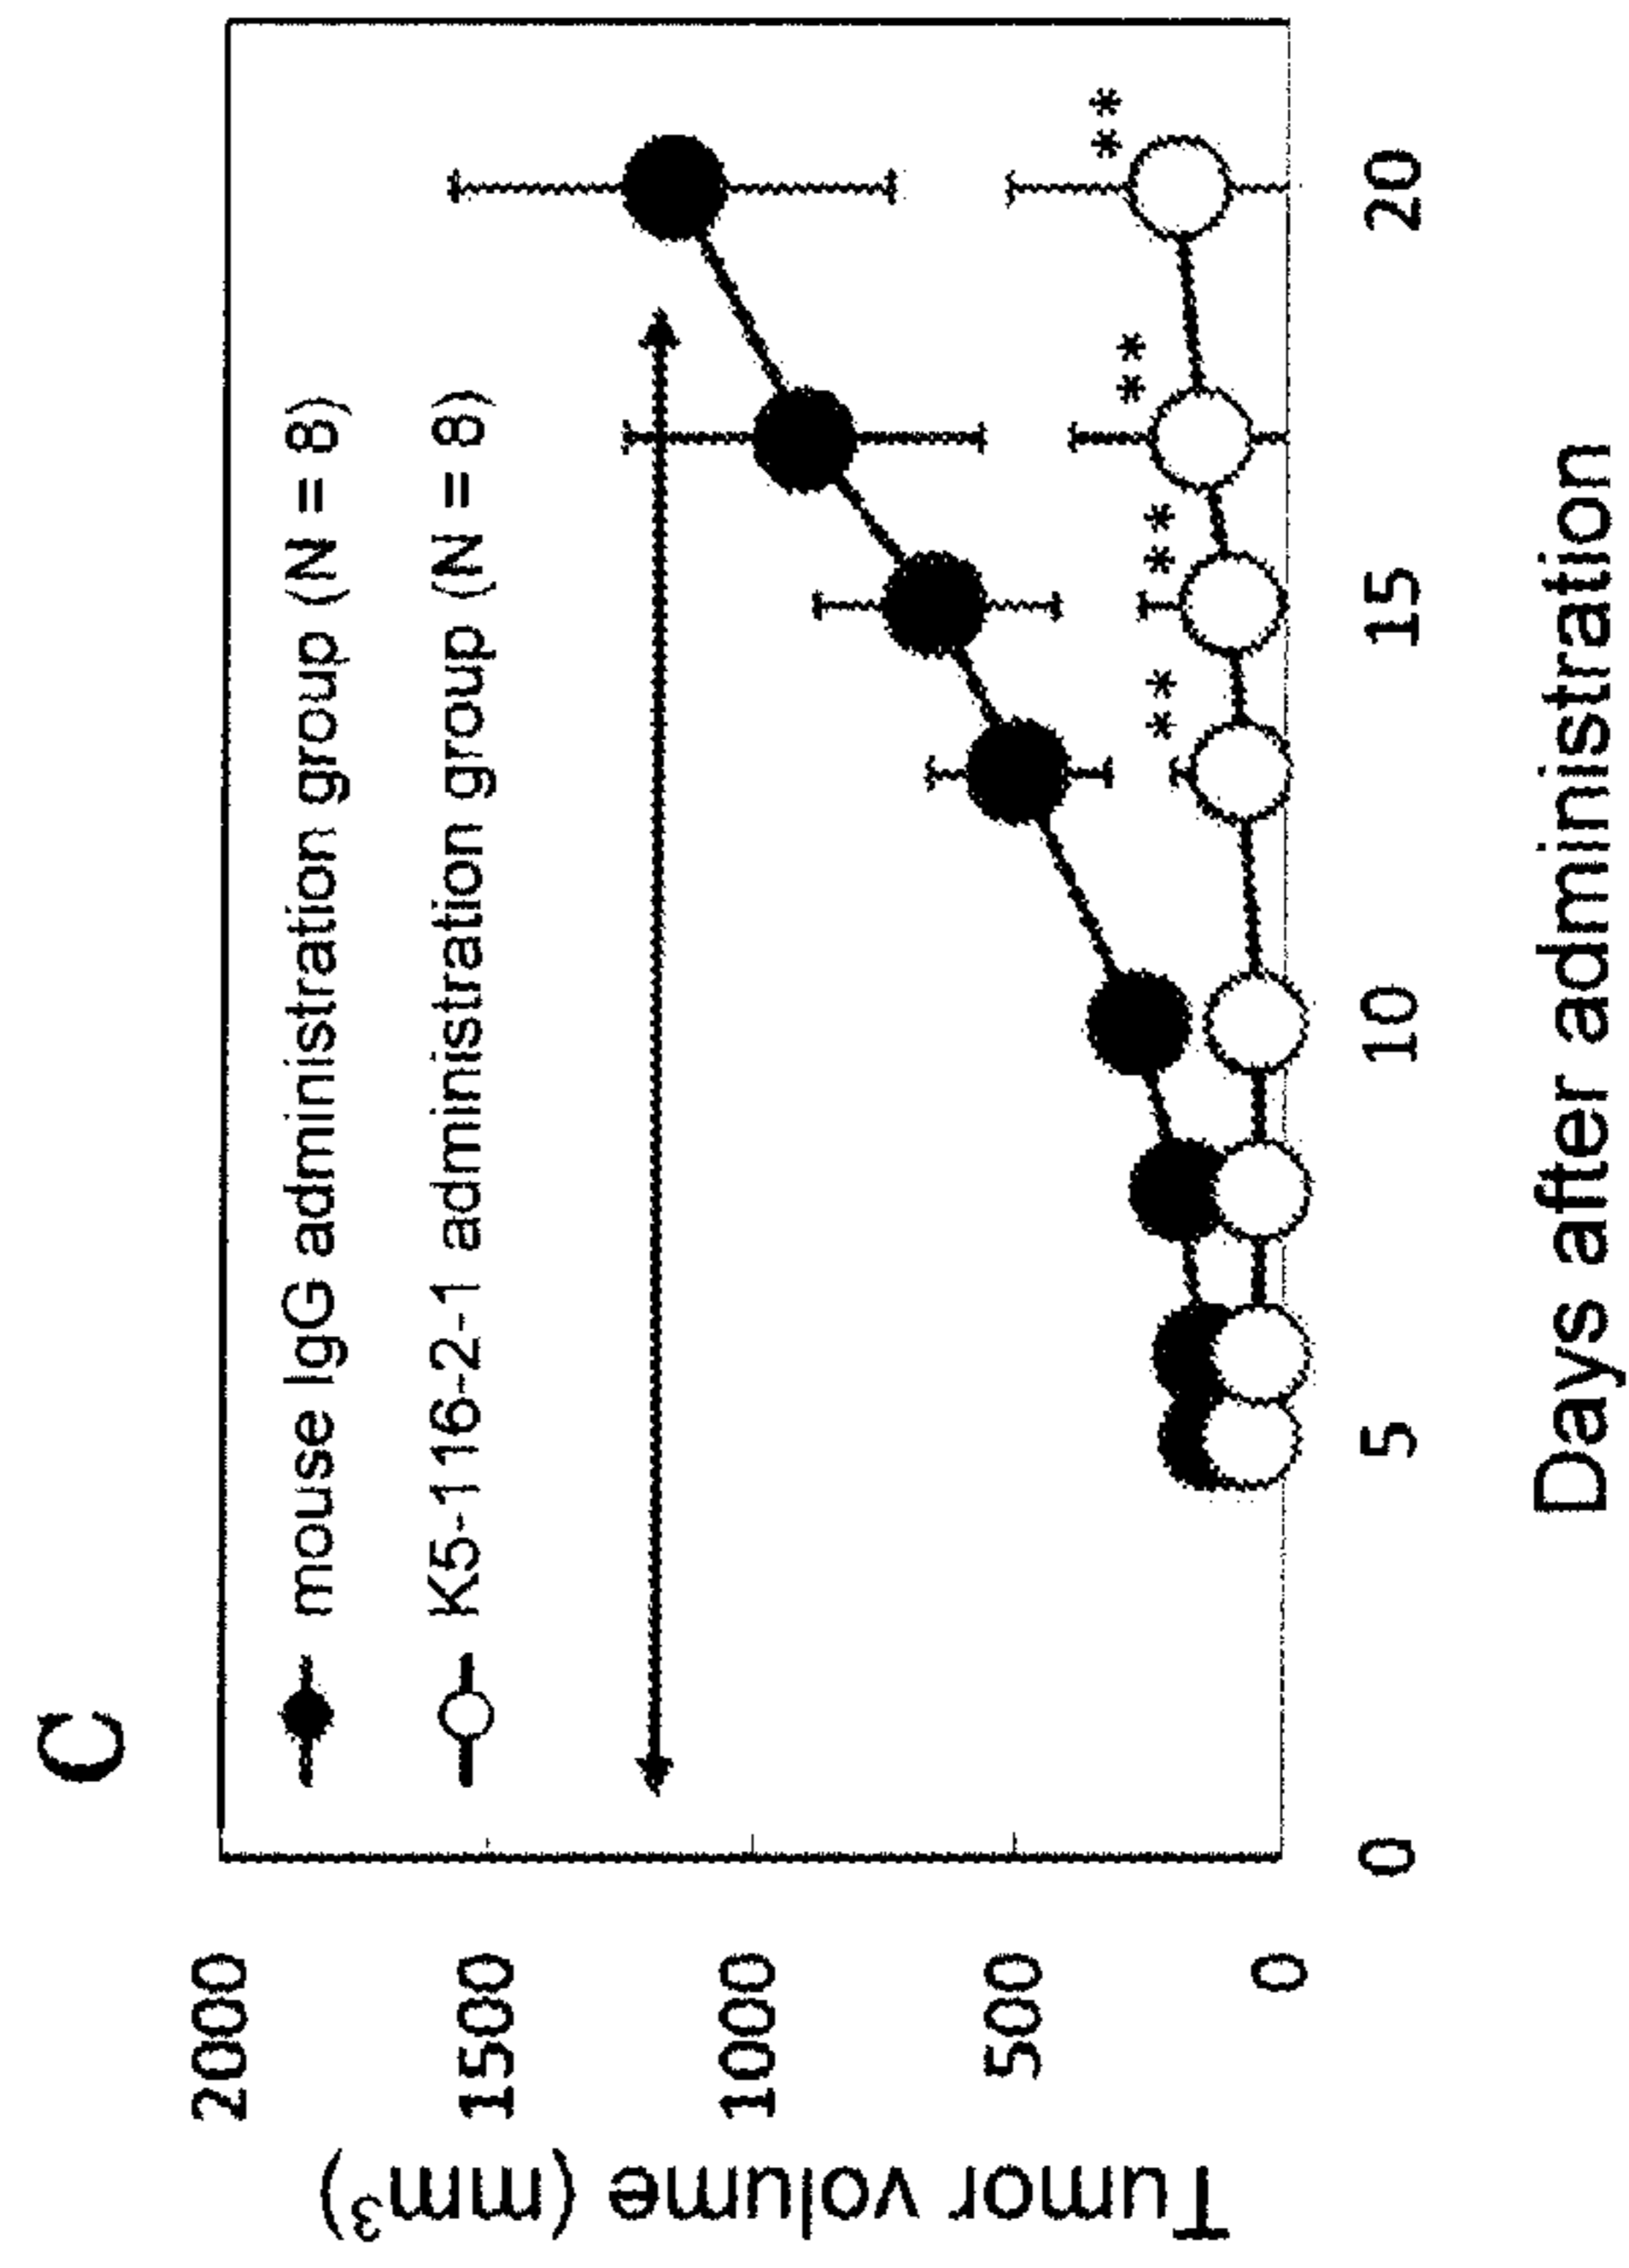 C
mouse IgG administration group (N = 8)
K5-116-2-1 administration group (N = 8)
Tumor volume (mm³)
2000
1500
1000
500
0
**
**
**
**
0
5
10
15
20
Days after administration